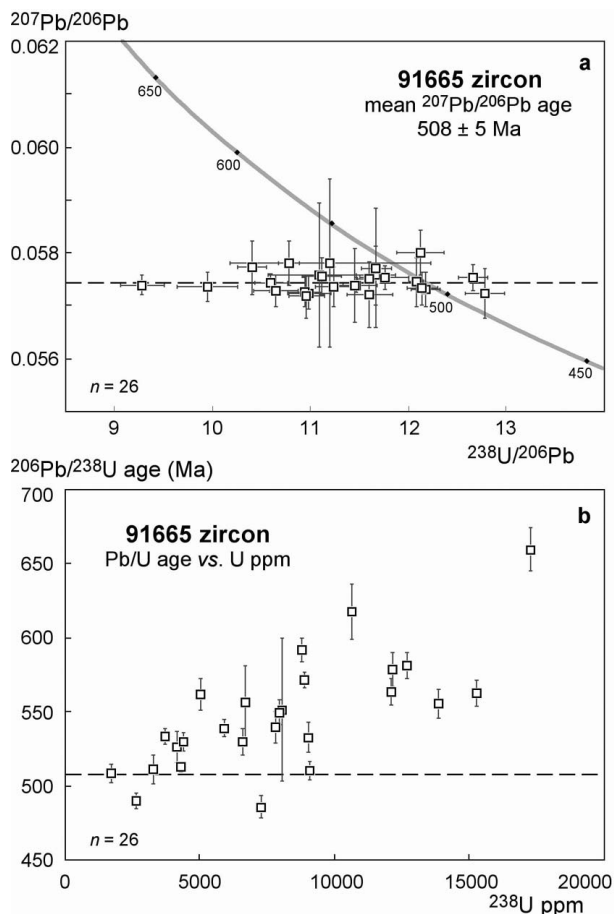 ²⁰⁷Pb/²⁰⁶Pb
0.062
0.060
0.058
0.056
a
91665 zircon
mean ²⁰⁷Pb/²⁰⁶Pb age
508 ± 5 Ma
650
600
500
450
n = 26
9 10 11 12 13
²³⁸U/²⁰⁶Pb
²⁰⁶Pb/²³⁸U age (Ma)
700
650
600
550
500
450
b
91665 zircon
Pb/U age vs. U ppm
n = 26
0 5000 10000 15000 20000
²³⁸U ppm